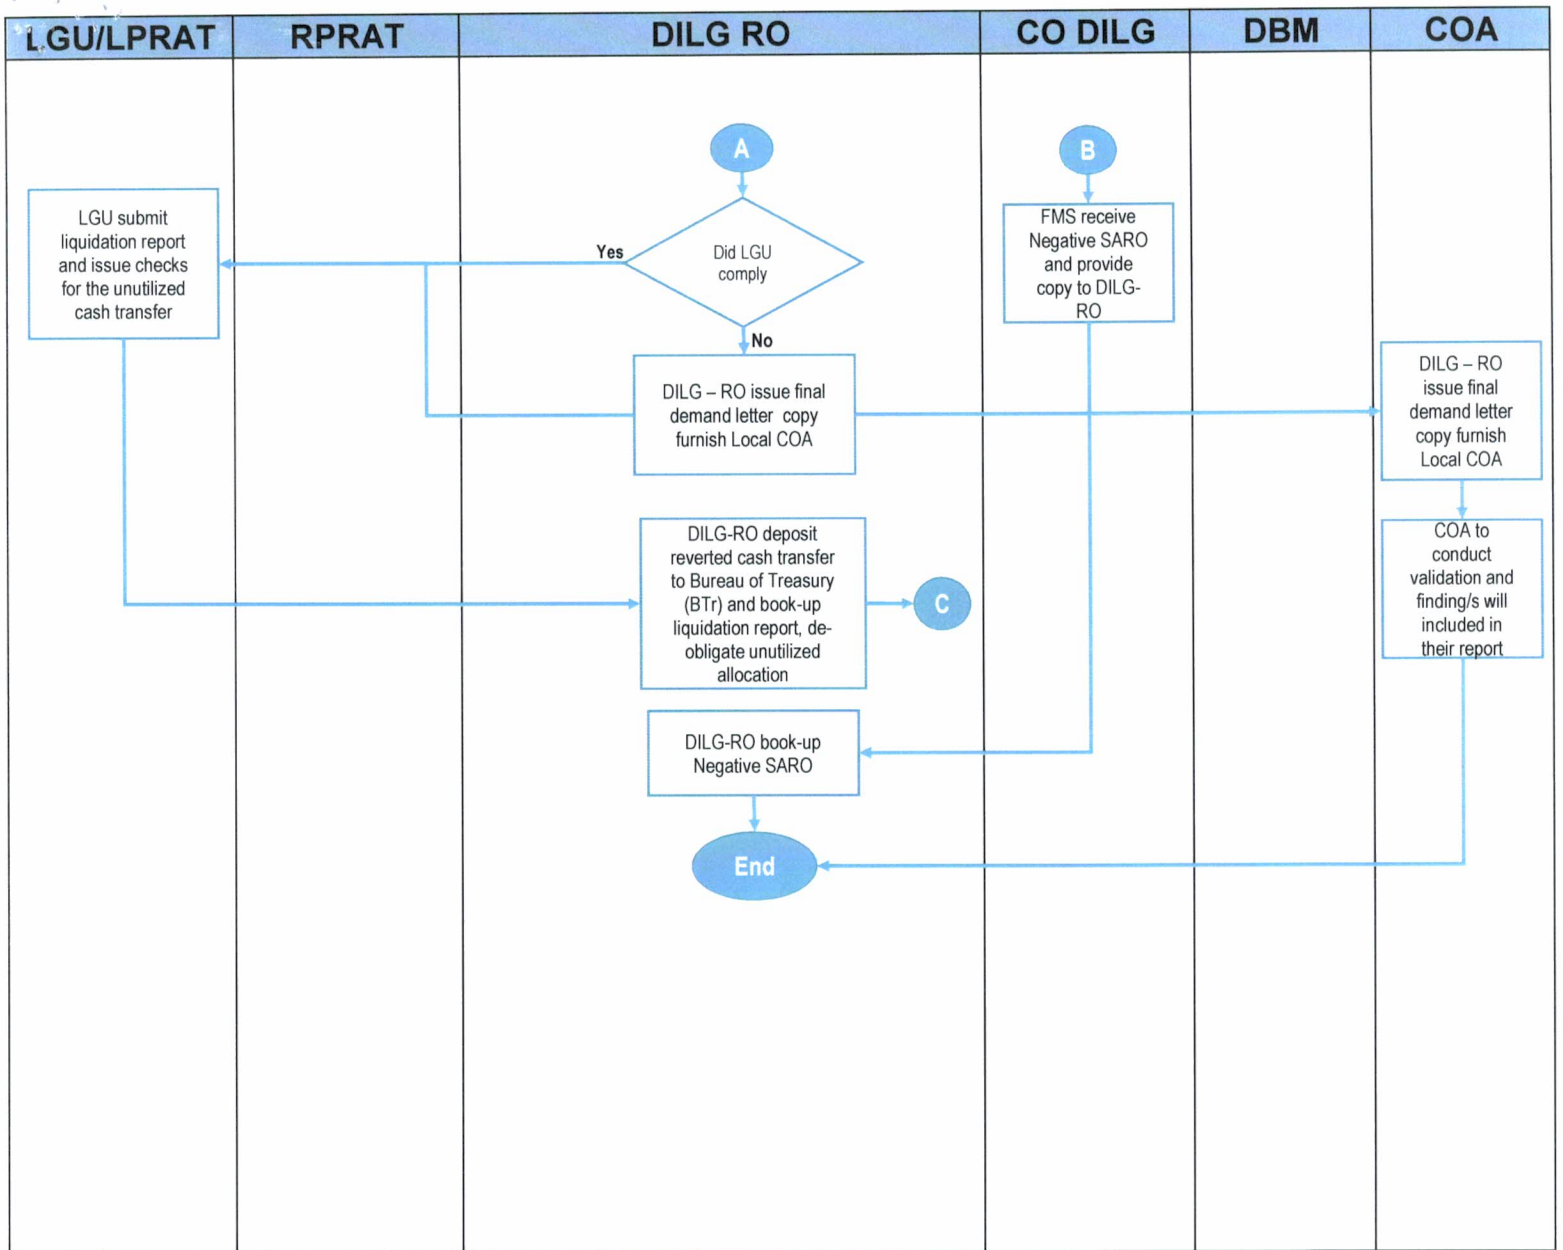 LGU/LPRAT
RPRAT
DILG RO
CO DILG
DBM
COA
A
B
LGU submit
liquidation report
and issue checks
for the unutilized
cash transfer
Yes
Did LGU
comply
FMS receive
Negative SARO
and provide
copy to DILG-
RO
No
DILG – RO issue final
demand letter copy
furnish Local COA
DILG – RO
issue final
demand letter
copy furnish
Local COA
DILG-RO deposit
reverted cash transfer
to Bureau of Treasury
(BTr) and book-up
liquidation report, de-
obligate unutilized
allocation
C
COA to
conduct
validation and
finding/s will
included in
their report
DILG-RO book-up
Negative SARO
End